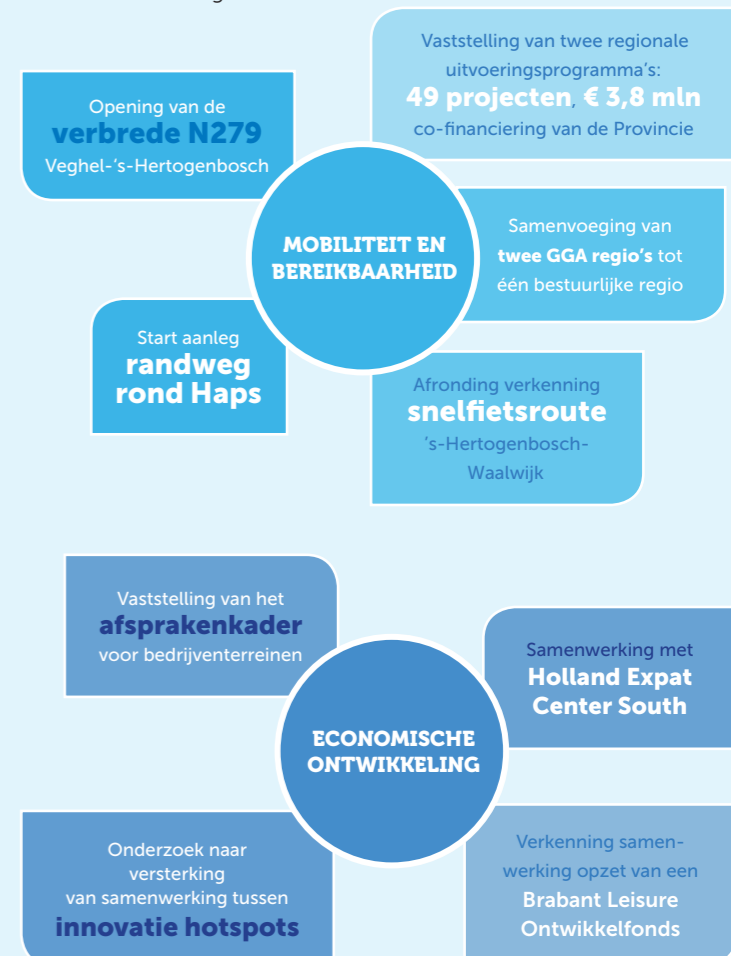 Vaststelling van twee regionale
uitvoeringsprogramma's:
49 projecten, € 3,8 mln
co-financiering van de Provincie
Opening van de
verbrede N279
Veghel-'s-Hertogenbosch
MOBILITEIT EN
BEREIKBAARHEID
Samenvoeging van
twee GGA regio's tot
één bestuurlijke regio
Start aanleg
randweg
rond Haps
Afronding verkenning
snelfietsroute
's-Hertogenbosch-
Waalwijk
Vaststelling van het
afsprakenkader
voor bedrijventerreinen
Samenwerking met
Holland Expat
Center South
ECONOMISCHE
ONTWIKKELING
Onderzoek naar
versterking
van samenwerking tussen
innovatie hotspots
Verkenning samen-
werking opzet van een
Brabant Leisure
Ontwikkelfonds